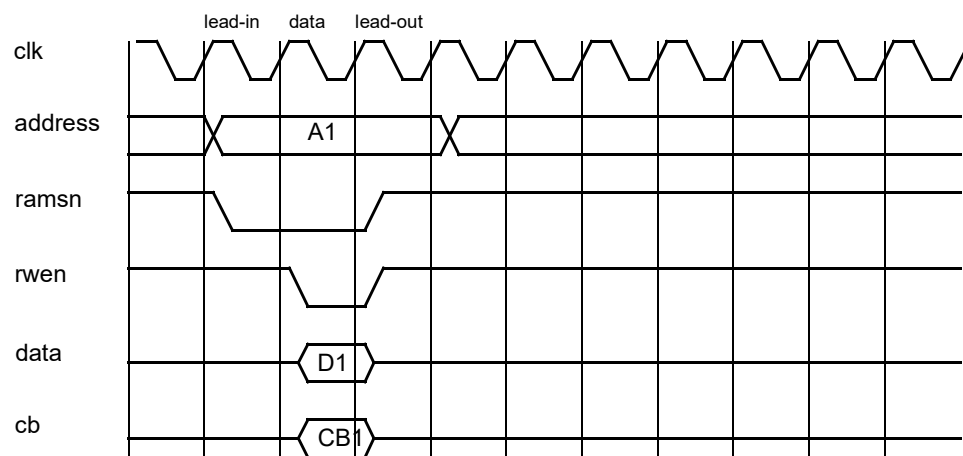 lead-in data lead-out
clk
address A1
ramsn
rwen
data D1
cb CB1